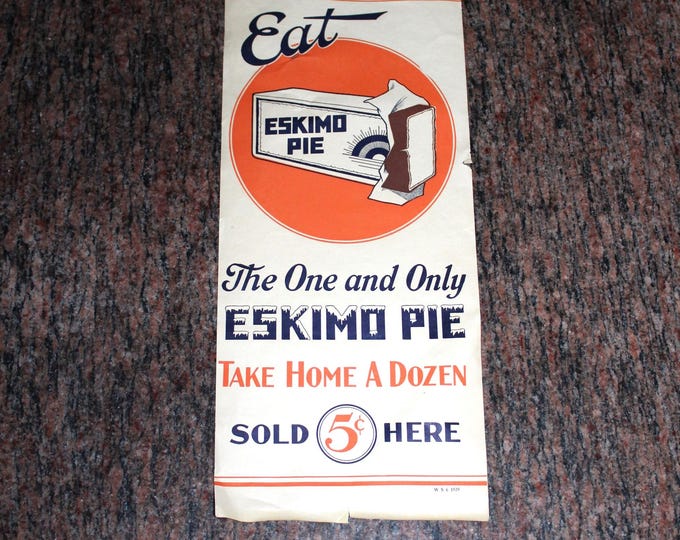 Eat
ESKIMO
PIE
The One and Only
ESKIMO PIE
TAKE HOME A DOZEN
SOLD 5¢ HERE